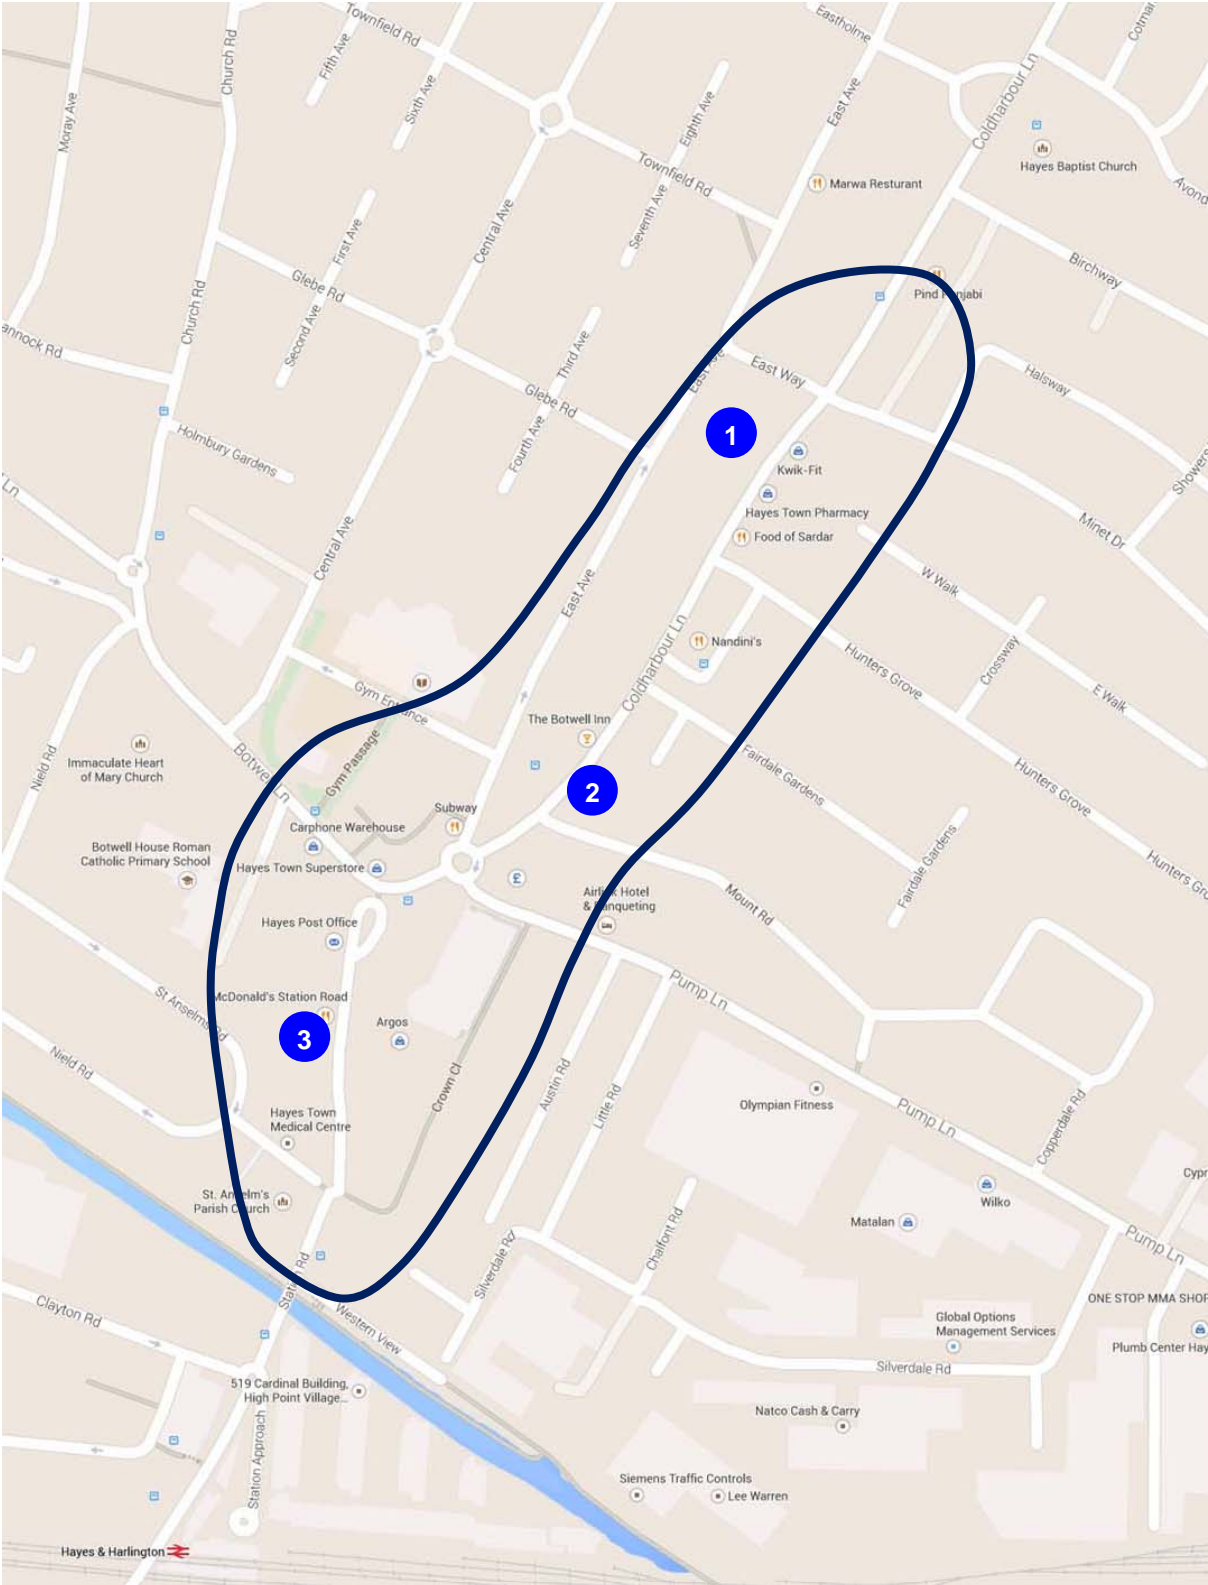 Townfield Rd
Church Rd
Fifth Ave
Sixth Ave
Moray Ave
Eastholme
East Ave
Coldharbour Ln
Eighth Ave
Hayes Baptist Church
Townfield Rd
Marwa Resturant
Seventh Ave
Central Ave
First Ave
Birchway
Glebe Rd
Pind
Church Rd
Second Ave
annock Rd
Third Ave
East Way
Halsway
Glebe Rd
1
Holmbury Gardens
Fourth Ave
Kwik-Fit
Hayes Town Pharmacy
Food of Sardar
Minet Dr
Ln
Central Ave
East Ave
W Walk
Nandini's
Coldharbour Ln
Hunters Grove
Crossway
E Walk
Gym Entrance
The Botwell Inn
Immaculate Heart
of Mary Church
Nield Rd
Gym Passage
Fairdale Gardens
Hunters Grove
2
Subway
Carphone Warehouse
Botwell House Roman
Catholic Primary School
Hayes Town Superstore
Fairdale Gardens
£
Hotel
& Banqueting
Mount Rd
Hayes Post Office
Pump Ln
McDonald's Station Road
St Anselms Rd
3
Argos
Nield Rd
Crown Cl
Austin Rd
Little Rd
Olympian Fitness
Pump Ln
Hayes Town
Medical Centre
Copperdale Rd
St. Anselm's
Parish Church
Wilko
Matalan
Cypr
Chalfont Rd
Pump Ln
Silverdale Rd
Station Rd
Clayton Rd
Western View
ONE STOP MMA SHOP
Global Options
Management Services
Plumb Center Hay
Silverdale Rd
519 Cardinal Building,
High Point Village...
Natco Cash & Carry
Station Approach
Siemens Traffic Controls
Lee Warren
Hayes & Harlington